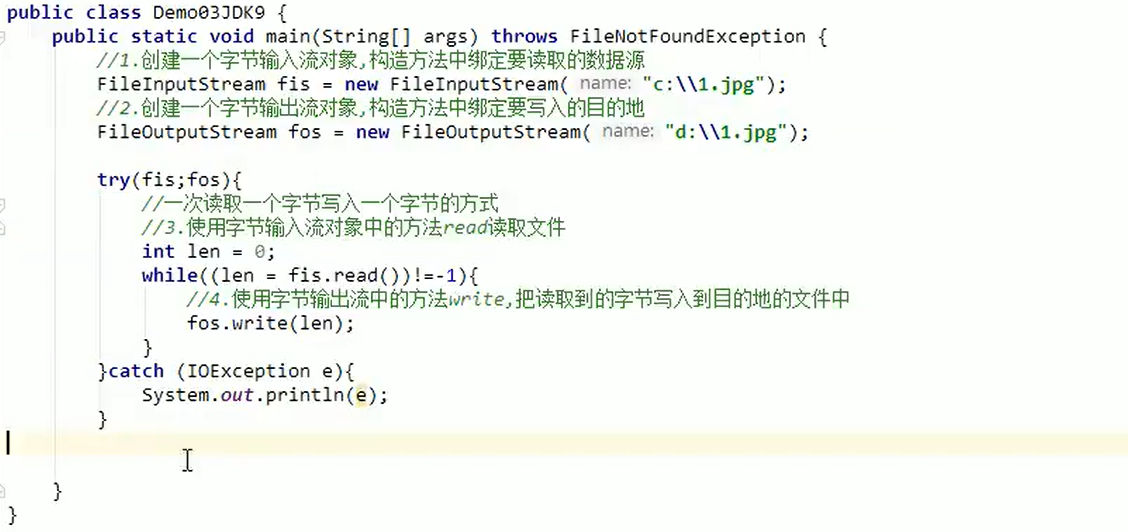 public class Demo03JDK9 {
public static void main(String[] args) throws FileNotFoundException {
//1.创建一个字节输入流对象,构造方法中绑定要读取的数据源
FileInputStream fis = new FileInputStream( name: "c:\\1.jpg");
//2.创建一个字节输出流对象,构造方法中绑定要写入的目的地
FileOutputStream fos = new FileOutputStream( name: "d:\\1.jpg");
try(fis;fos){
//一次读取一个字节写入一个字节的方式
//3.使用字节输入流对象中的方法read读取文件
int len = 0;
while((len = fis.read())!=-1){
//4.使用字节输出流中的方法write,把读取到的字节写入到目的地的文件中
fos.write(len);
}
}catch (IOException e){
System.out.println(e);
}
}
}